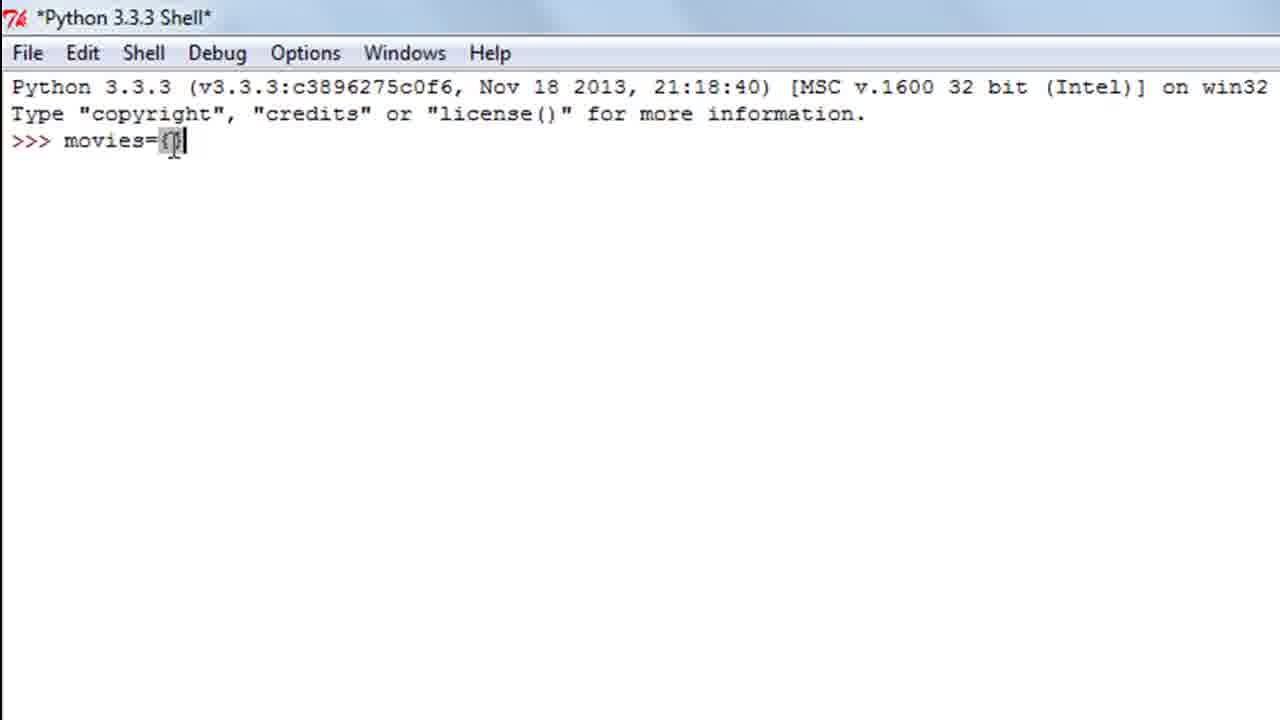 *Python 3.3.3 Shell*
File Edit Shell Debug Options Windows Help
Python 3.3.3 (v3.3.3:c3896275c0f6, Nov 18 2013, 21:18:40) [MSC v.1600 32 bit (Intel)] on win32
Type "copyright", "credits" or "license()" for more information.
>>> movies={}